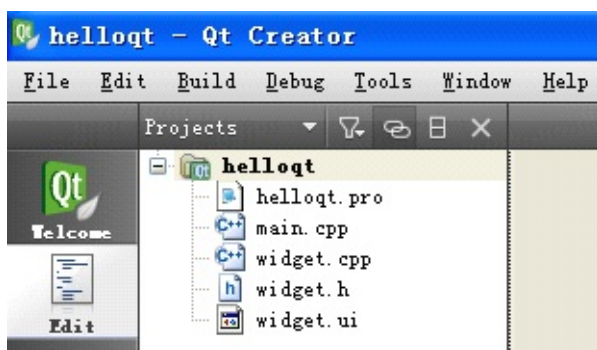 helloqt - Qt Creator
File Edit Build Debug Tools Window Help
Projects
helloqt
helloqt.pro
main.cpp
widget.cpp
widget.h
widget.ui
Qt
Welcome
Edit